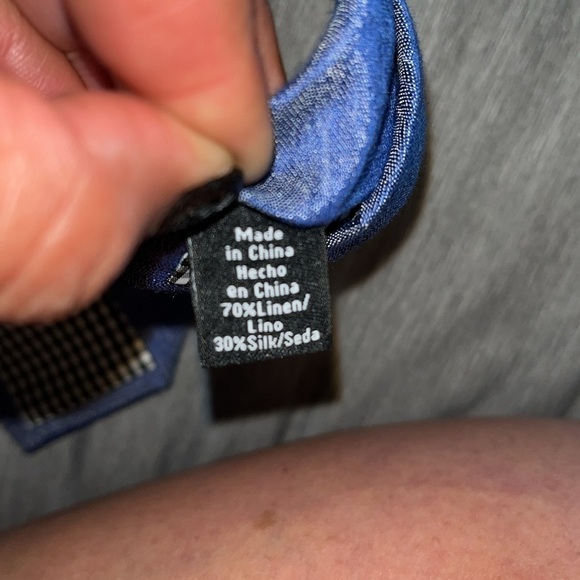 Made
in China
Hecho
en China
70%Linen/
Lino
30%Silk/Seda